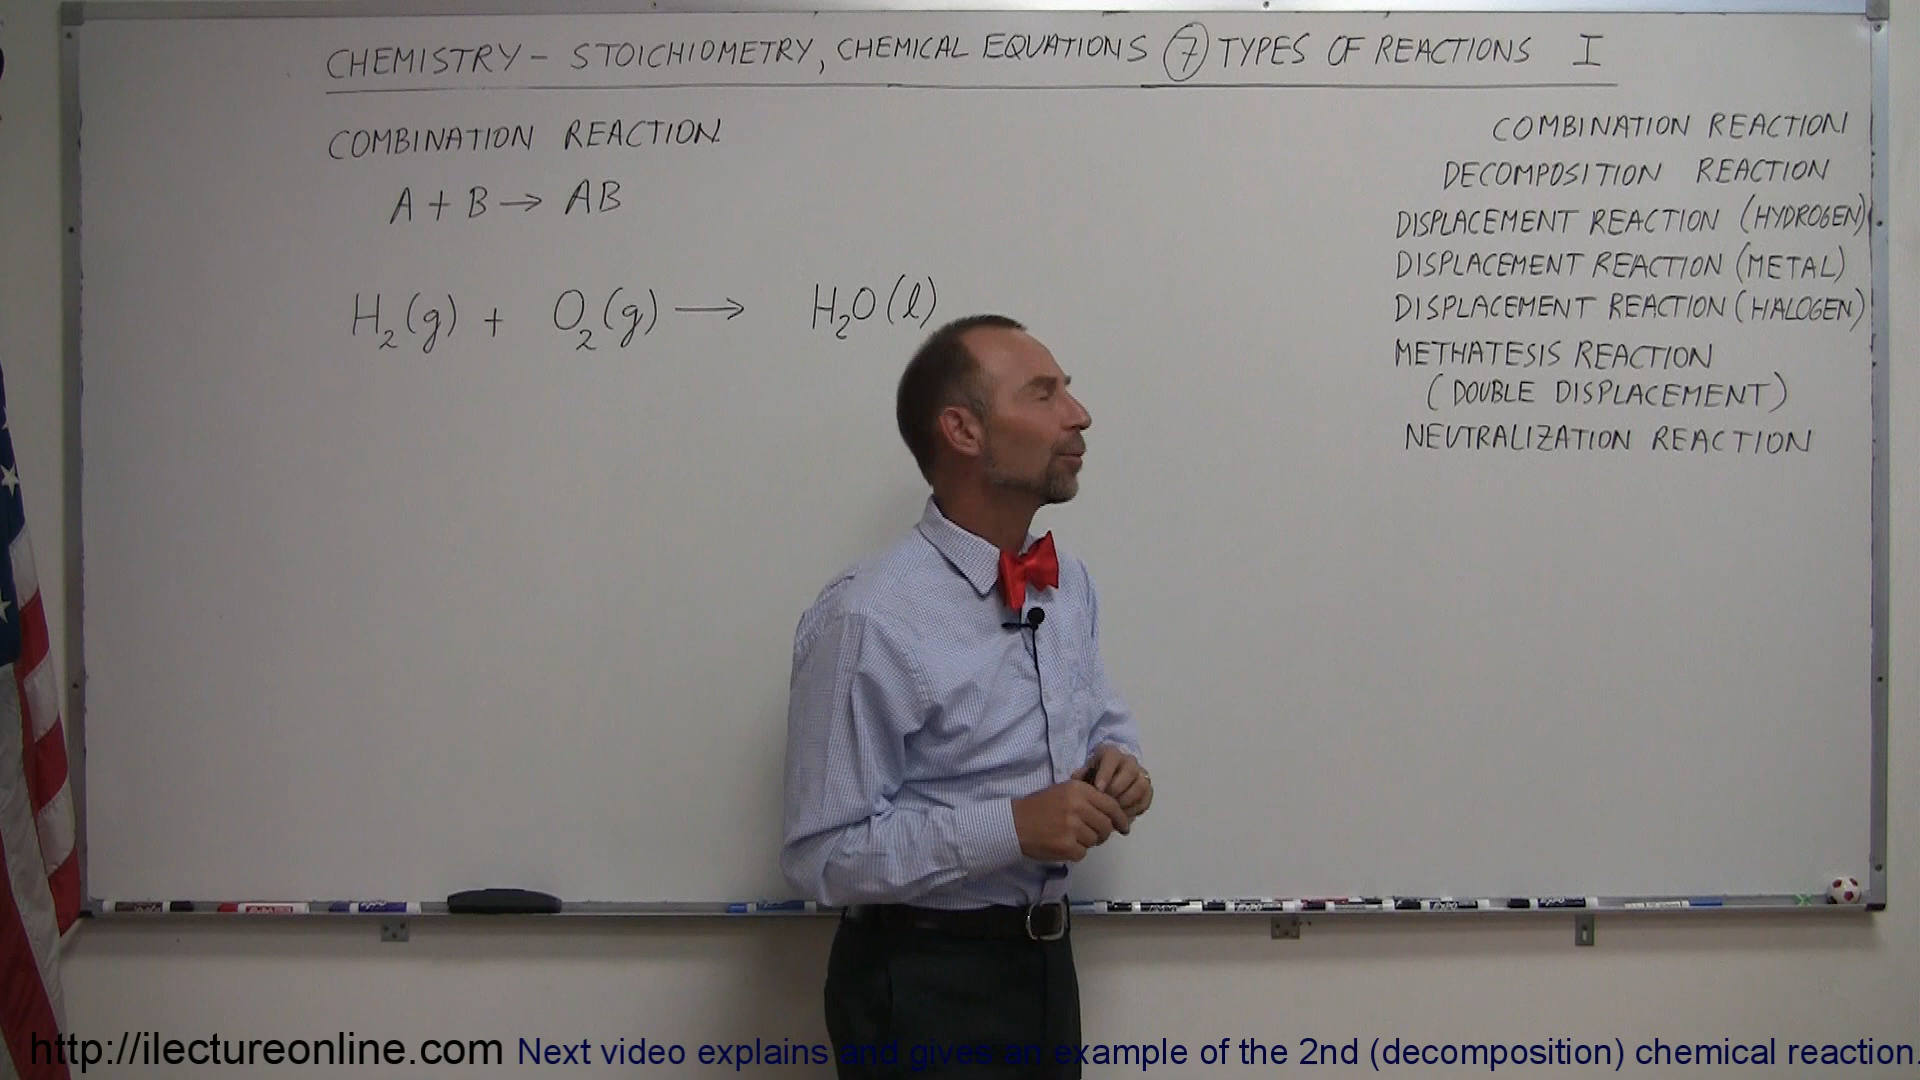 CHEMISTRY - STOICHIOMETRY, CHEMICAL EQUATIONS 7 TYPES OF REACTIONS I
COMBINATION REACTION
A + B → AB
H₂(g) + O₂(g) → H₂O(l)
COMBINATION REACTION
DECOMPOSITION REACTION
DISPLACEMENT REACTION (HYDROGEN)
DISPLACEMENT REACTION (METAL)
DISPLACEMENT REACTION (HALOGEN)
METHATESIS REACTION
(DOUBLE DISPLACEMENT)
NEUTRALIZATION REACTION
http://ilectureonline.com Next video explains and gives an example of the 2nd (decomposition) chemical reaction.